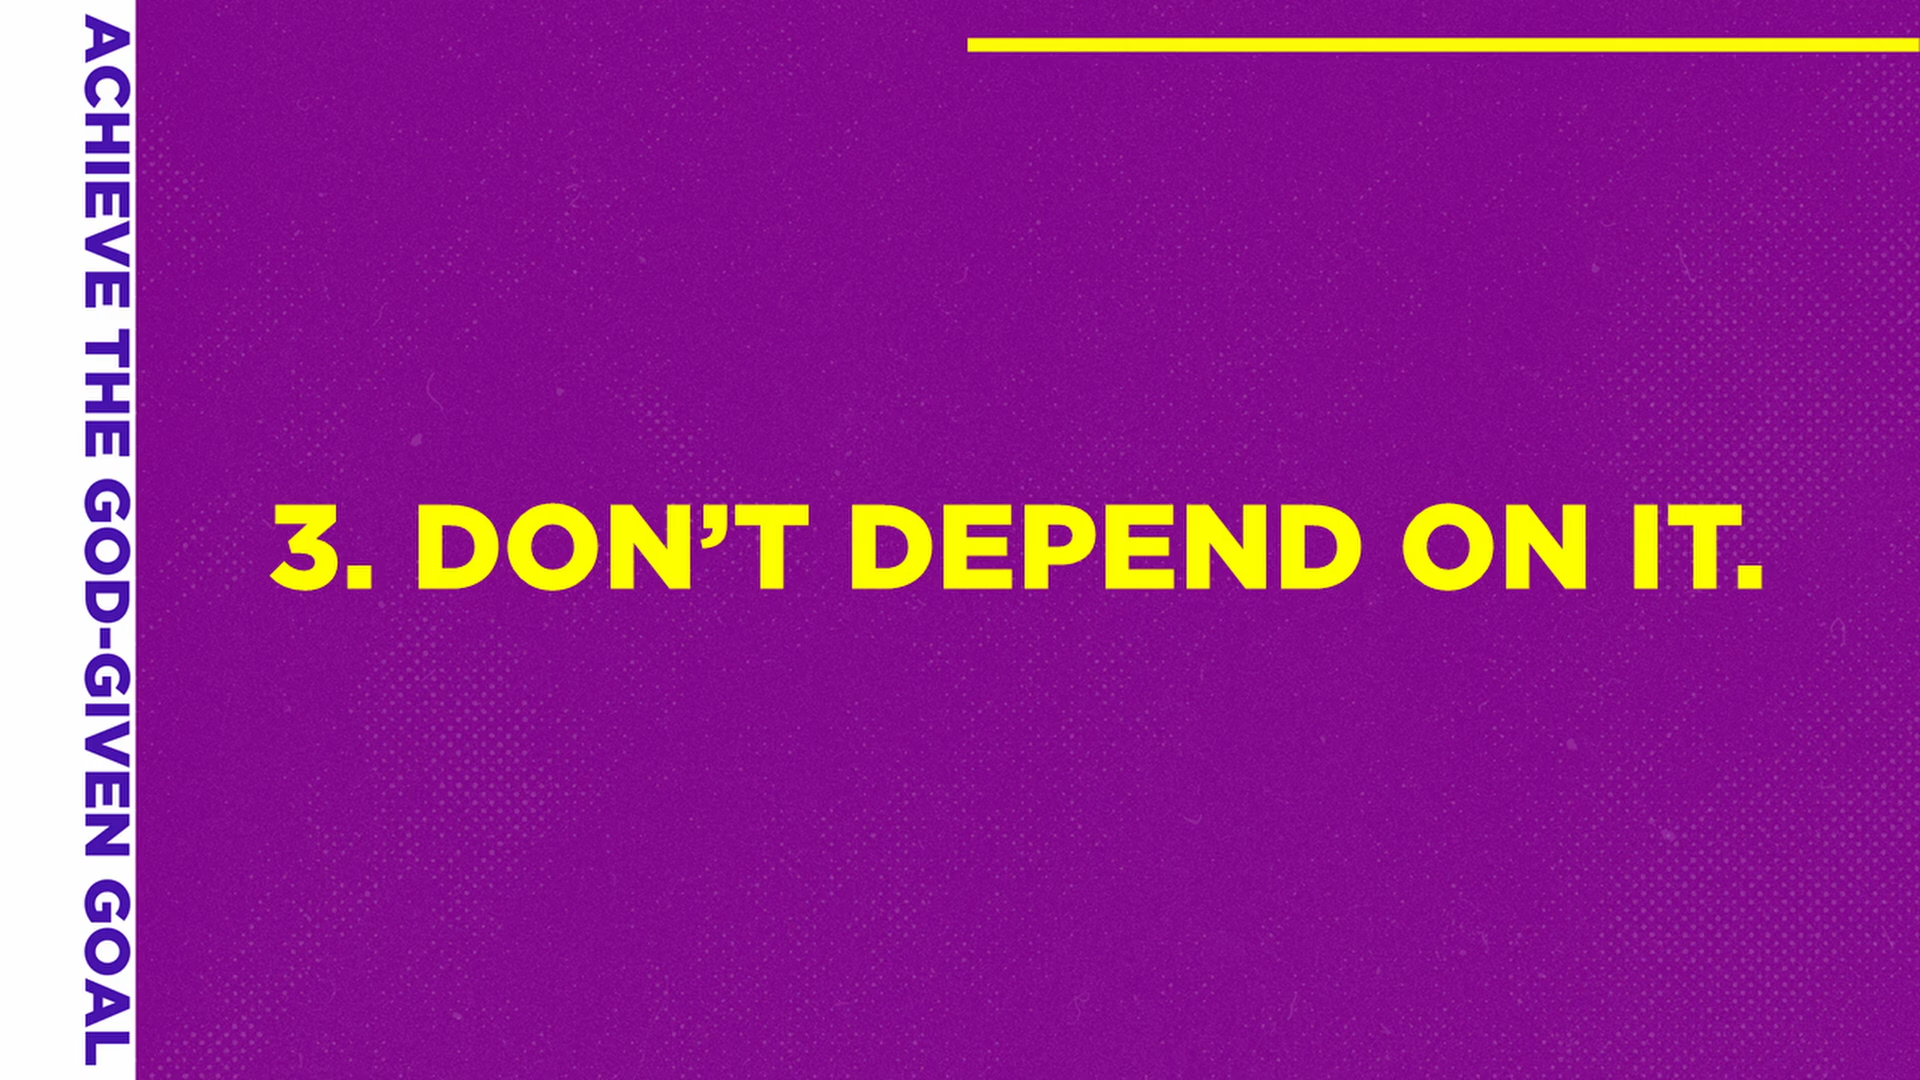 ACHIEVE THE GOD-GIVEN GOAL
3. DON’T DEPEND ON IT.